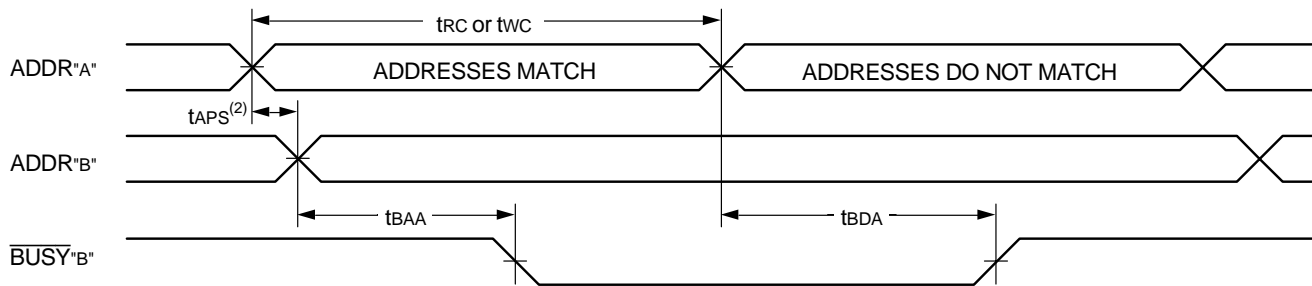 tRC or tWC
ADDR"A"
ADDRESSES MATCH
ADDRESSES DO NOT MATCH
tAPS(2)
ADDR"B"
tBAA
tBDA
BUSY"B"